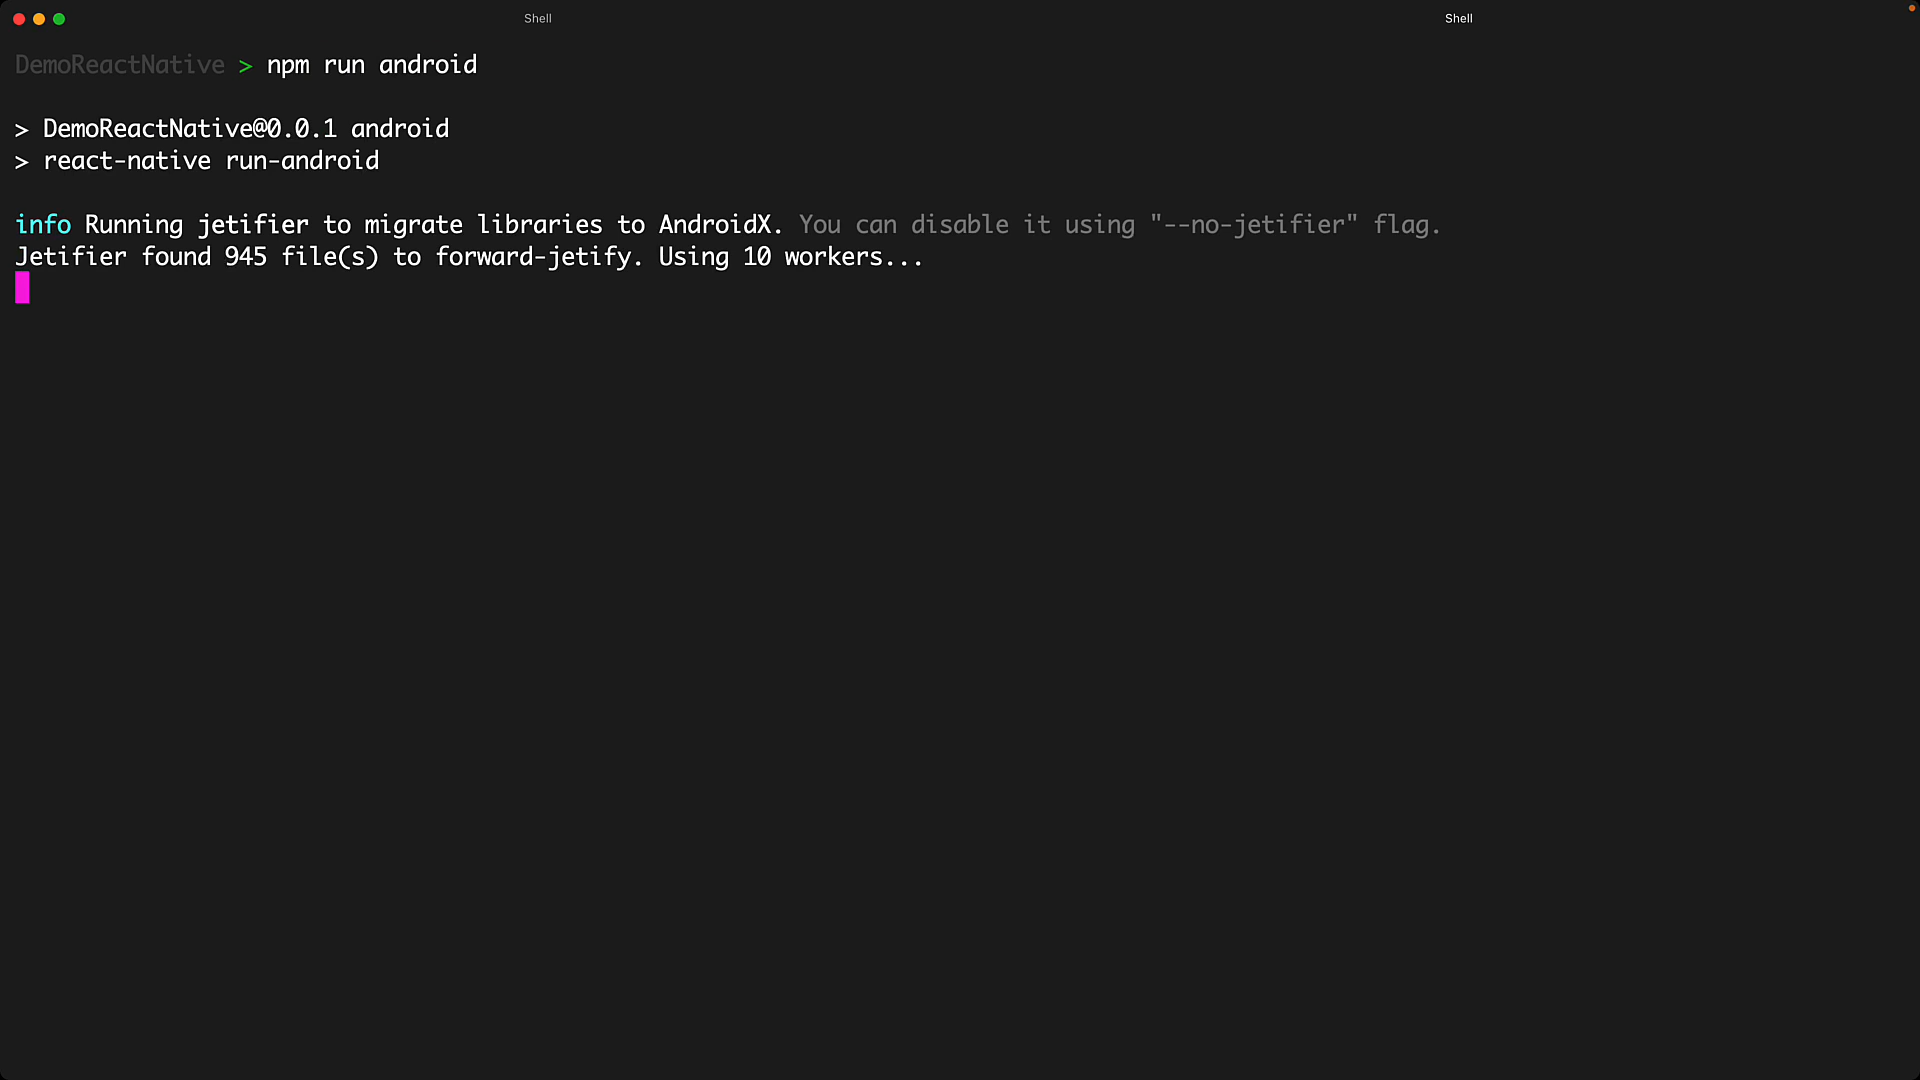 Shell
Shell
DemoReactNative > npm run android
> DemoReactNative@0.0.1 android
> react-native run-android
info Running jetifier to migrate libraries to AndroidX. You can disable it using "--no-jetifier" flag.
Jetifier found 945 file(s) to forward-jetify. Using 10 workers...